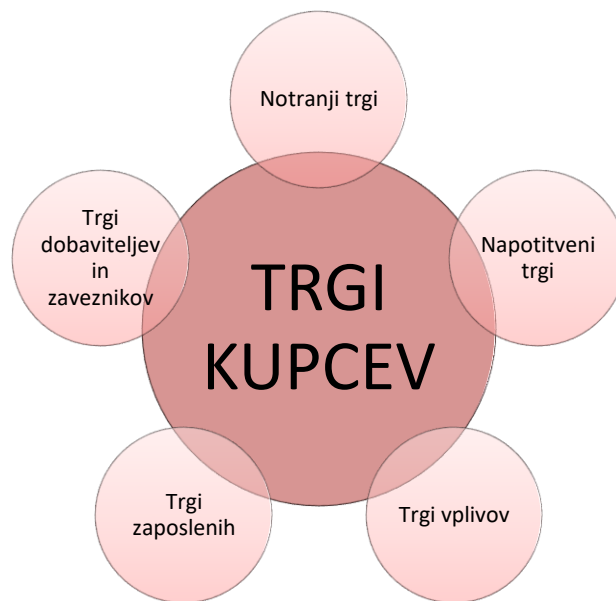 Notranji trgi
Trgi
dobaviteljev
in
zaveznikov
Napotitveni
trgi
TRGI
KUPCEV
Trgi
zaposlenih
Trgi vplivov